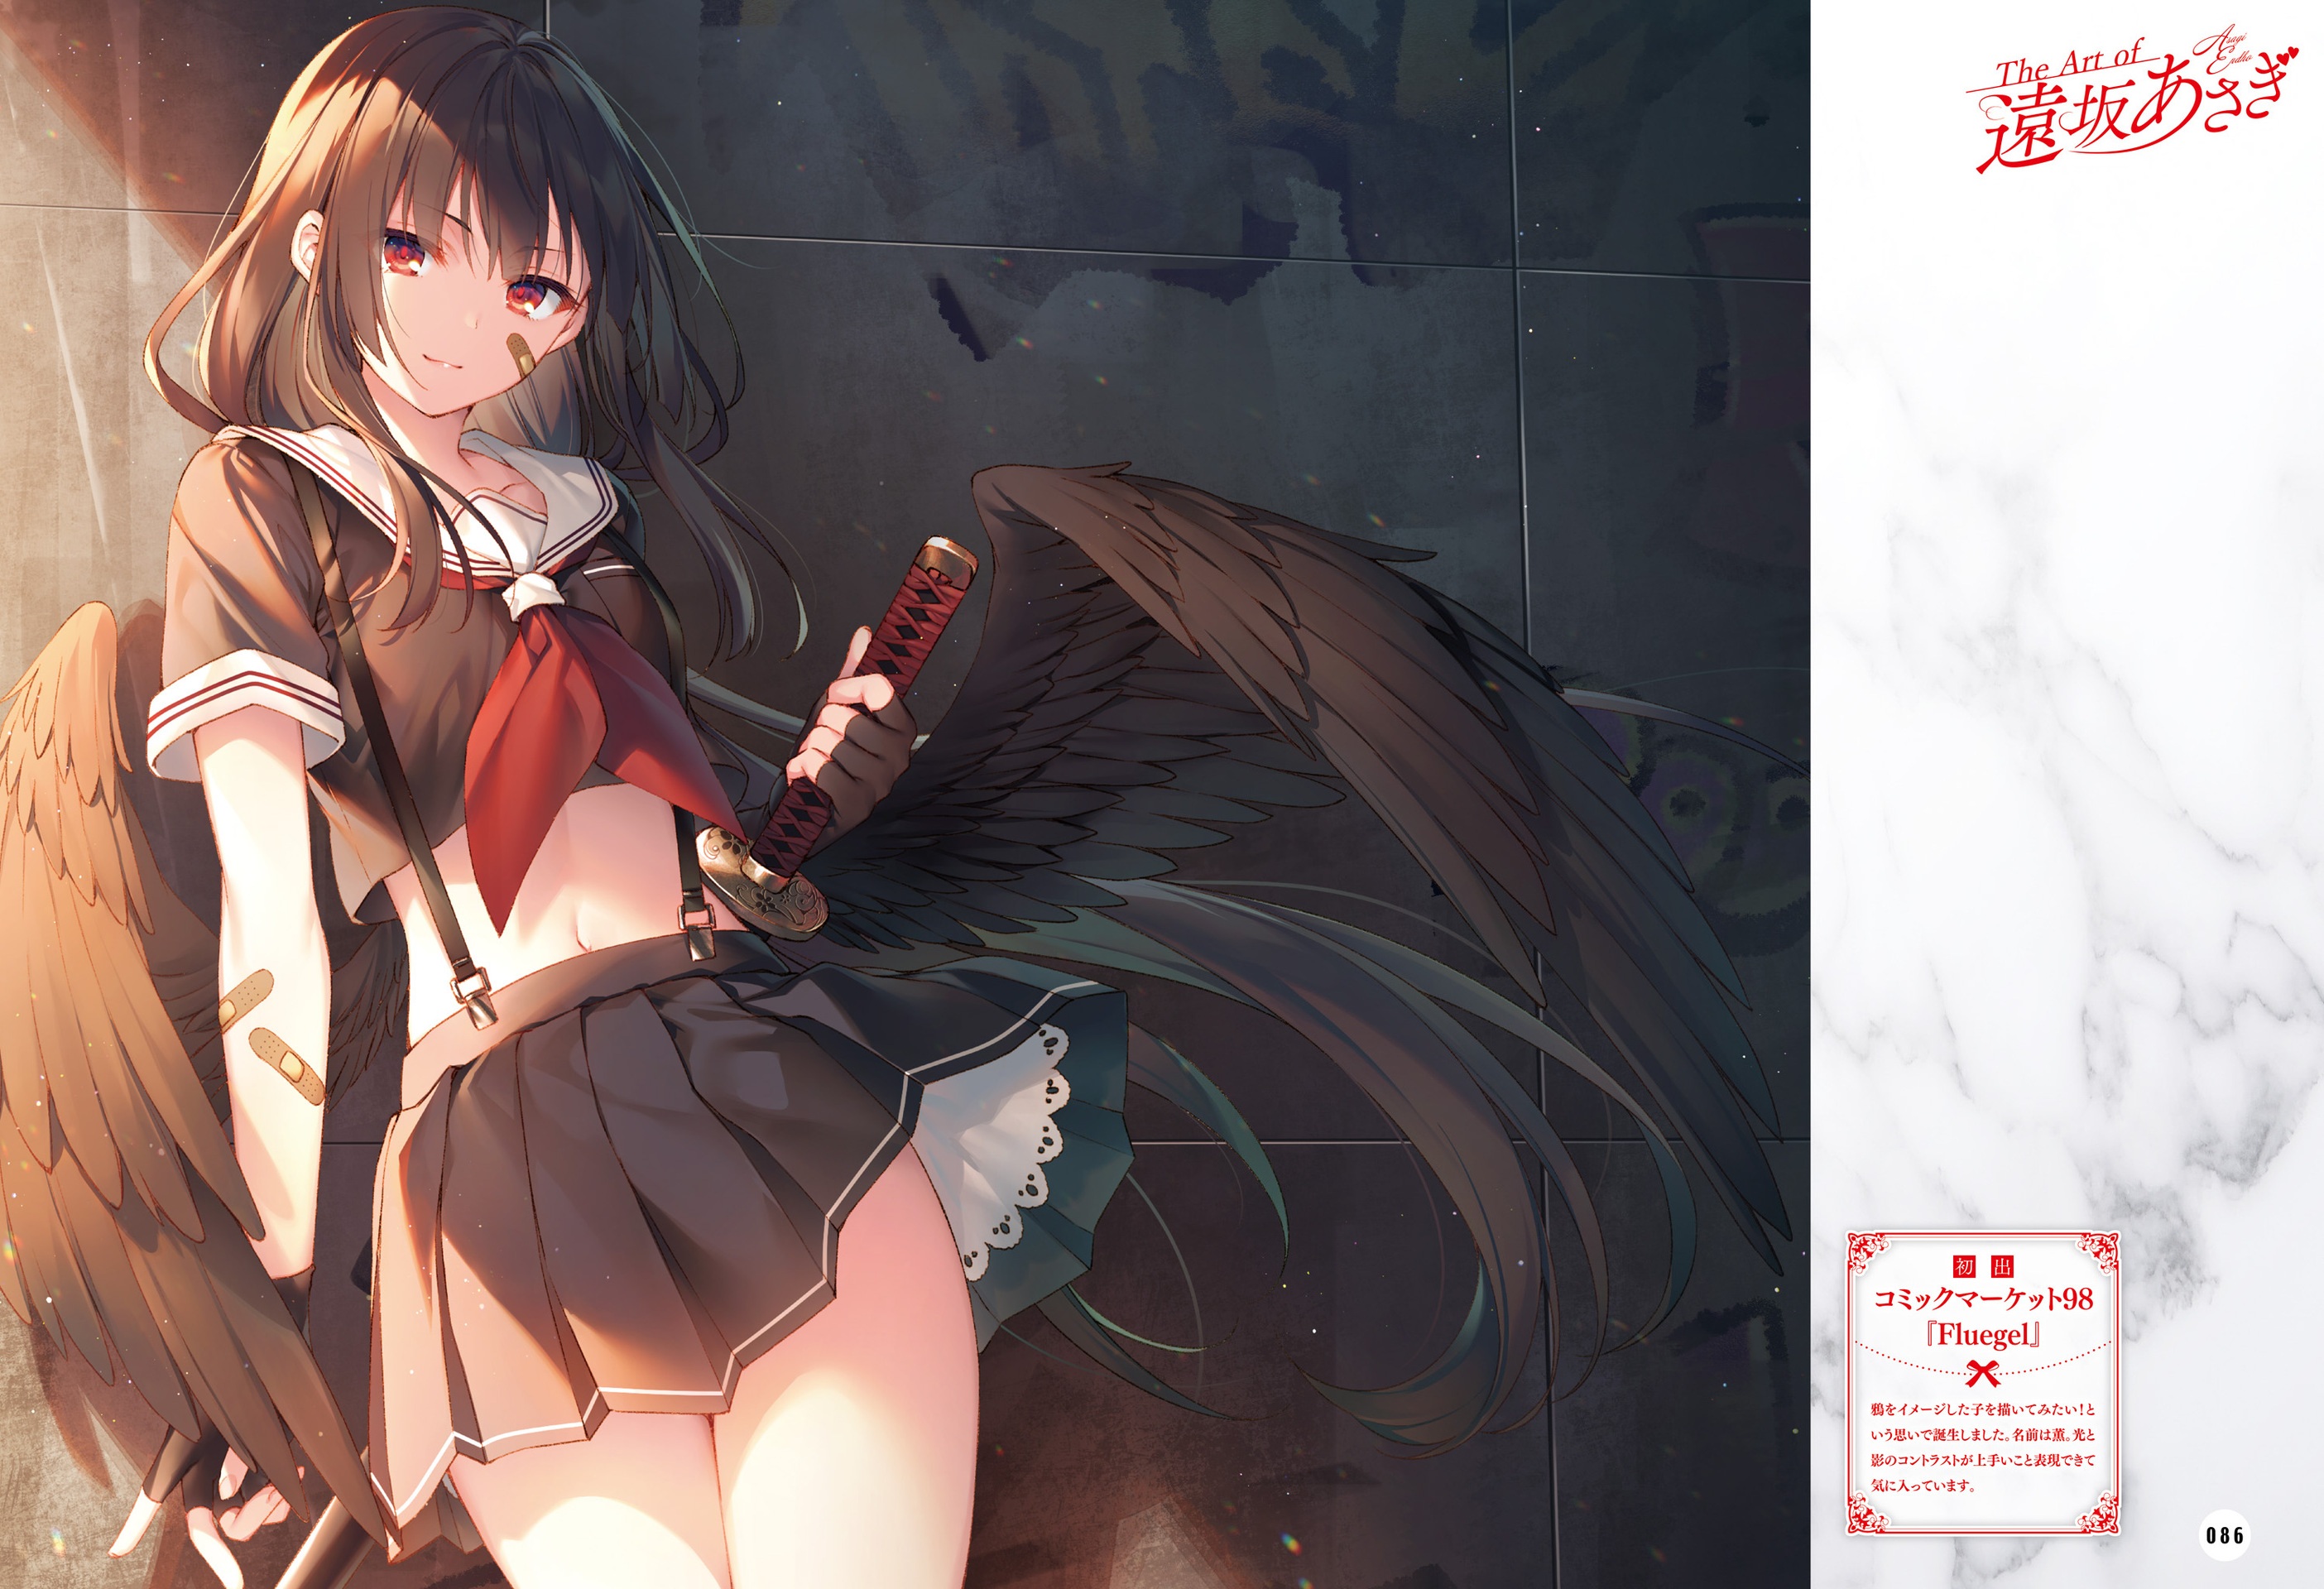 The Art of
Asagi
Endho
遠坂あさぎ
初出
コミックマーケット98
『Fluegel』
鴉をイメージした子を描いてみたい！と
いう思いで誕生しました。名前は薫。光と
影のコントラストが上手いこと表現できて
気に入っています。
086